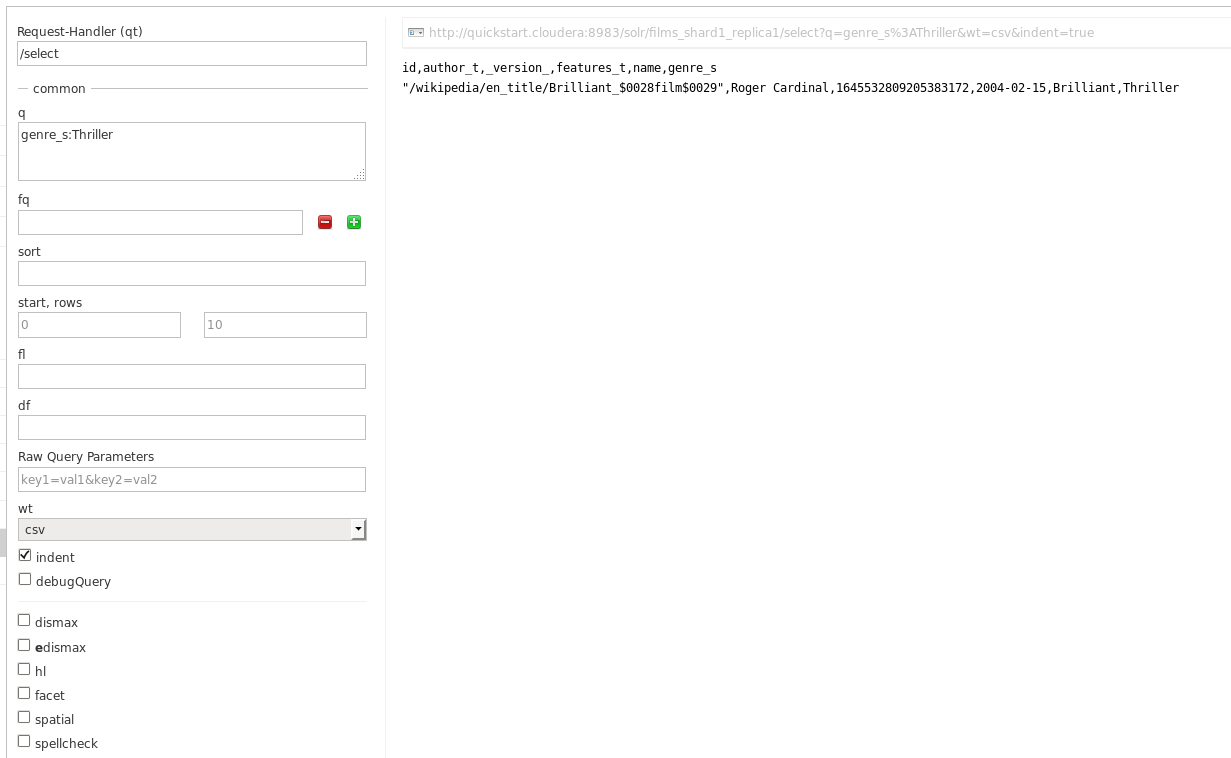 Request-Handler (qt)
/select
common
q
genre_s:Thriller
fq
sort
start, rows
0 10
fl
df
Raw Query Parameters
key1=val1&key2=val2
wt
csv
indent
debugQuery
dismax
edismax
hl
facet
spatial
spellcheck
http://quickstart.cloudera:8983/solr/films_shard1_replica1/select?q=genre_s%3AThriller&wt=csv&indent=true
id,author_t,_version_,features_t,name,genre_s
"/wikipedia/en_title/Brilliant_$0028film$0029",Roger Cardinal,1645532809205383172,2004-02-15,Brilliant,Thriller